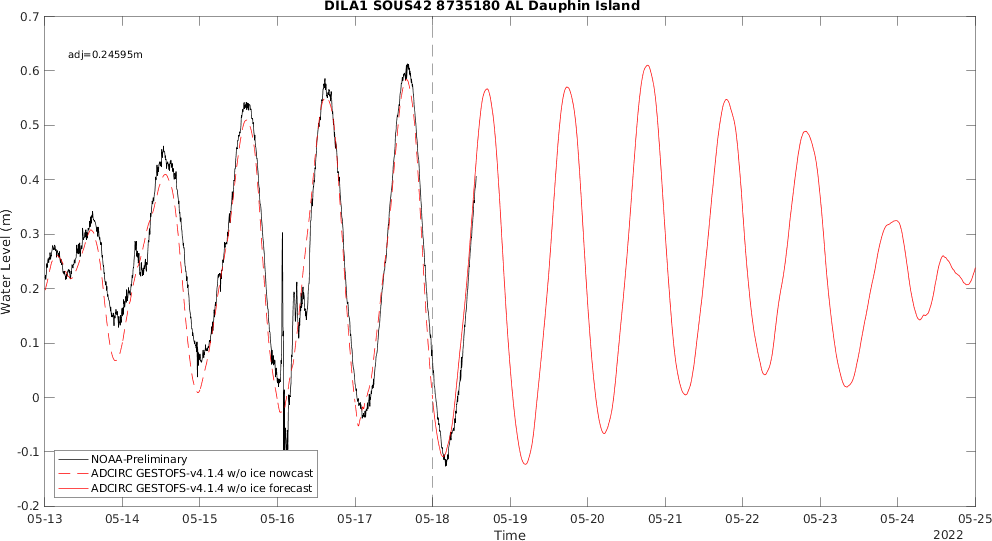 DILA1 SOUS42 8735180 AL Dauphin Island
adj=0.24595m
0.7
0.6
0.5
0.4
0.3
0.2
0.1
0
-0.1
-0.2
Water Level (m)
NOAA-Preliminary
ADCIRC GESTOFS-v4.1.4 w/o ice nowcast
ADCIRC GESTOFS-v4.1.4 w/o ice forecast
05-13 05-14 05-15 05-16 05-17 05-18 05-19 05-20 05-21 05-22 05-23 05-24 05-25
Time
2022